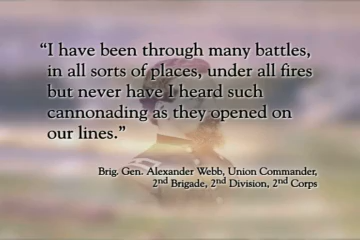 “I have been through many battles,
in all sorts of places, under all fires
but never have I heard such
cannonading as they opened on
our lines.”
Brig. Gen. Alexander Webb, Union Commander,
2nd Brigade, 2nd Division, 2nd Corps